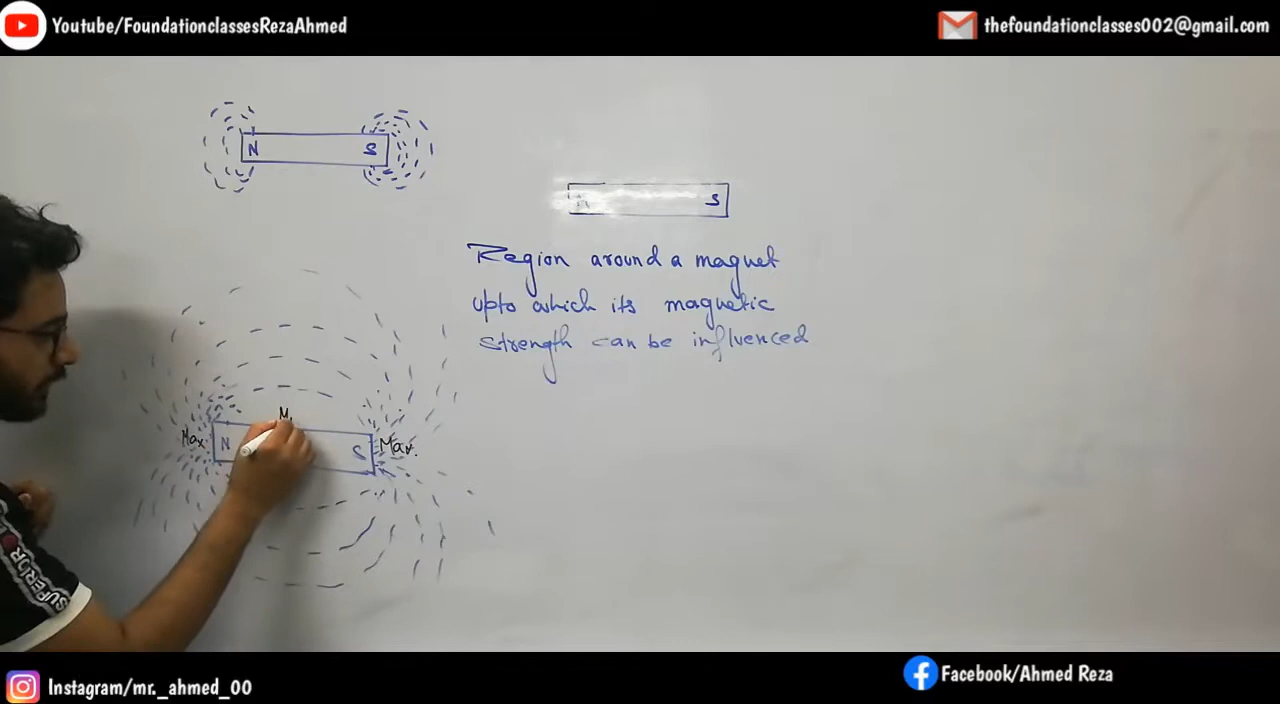 Youtube/FoundationclassesRezaAhmed
thefoundationclasses002@gmail.com
N S
S
Region around a magnet
upto which its magnetic
strength can be influenced
Max N M S Max.
SUPERIOR
Instagram/mr._ahmed_00
Facebook/Ahmed Reza